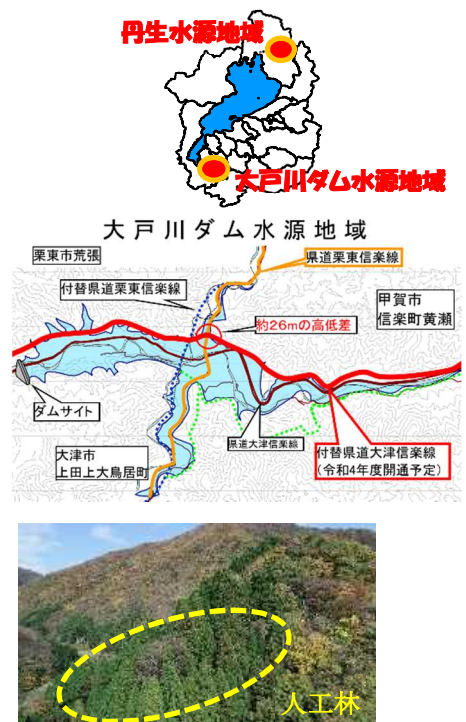 丹生水源地域
大戸川ダム水源地域
大戸川ダム水源地域
栗東市荒張
県道栗東信楽線
付替県道栗東信楽線
甲賀市
信楽町黄瀬
約26mの高低差
ダムサイト
県道大津信楽線
大津市
上田上大鳥居町
付替県道大津信楽線
(令和4年度開通予定)
人工林